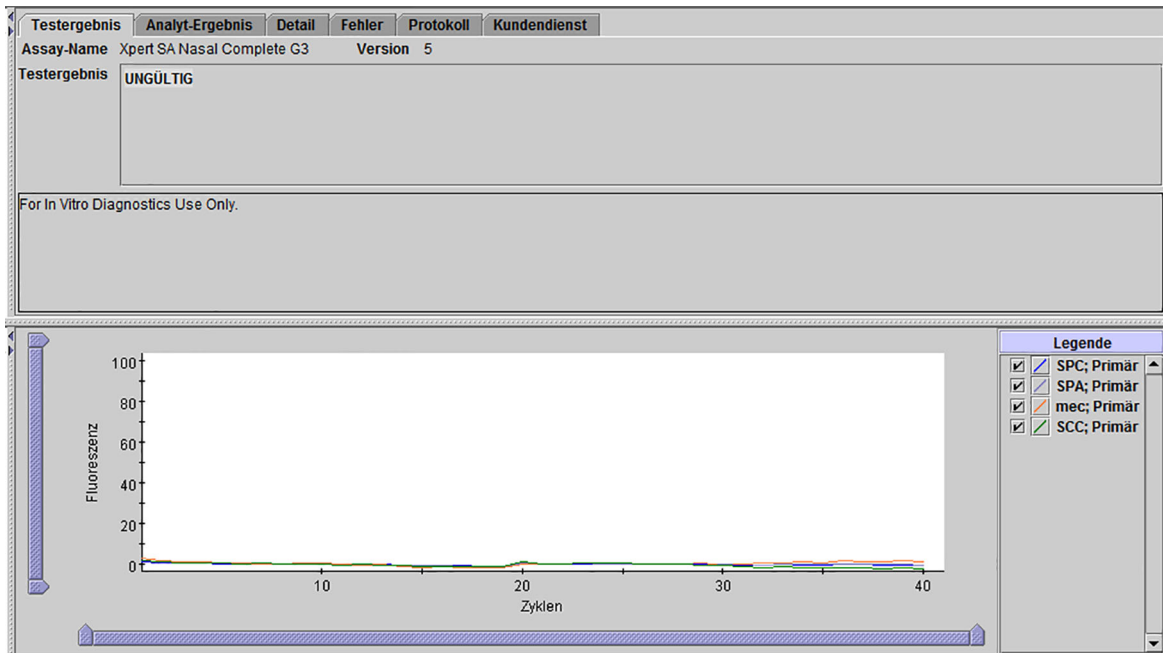 Testergebnis Analyt-Ergebnis Detail Fehler Protokoll Kundendienst
Assay-Name Xpert SA Nasal Complete G3 Version 5
Testergebnis UNGÜLTIG
For In Vitro Diagnostics Use Only.
100
80
60
40
20
0
Fluoreszenz
10 20 30 40
Zyklen
Legende
SPC; Primär
SPA; Primär
mec; Primär
SCC; Primär